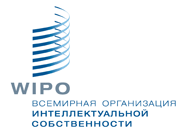 WIPO
ВСЕМИРНАЯ ОРГАНИЗАЦИЯ
ИНТЕЛЛЕКТУАЛЬНОЙ
СОБСТВЕННОСТИ